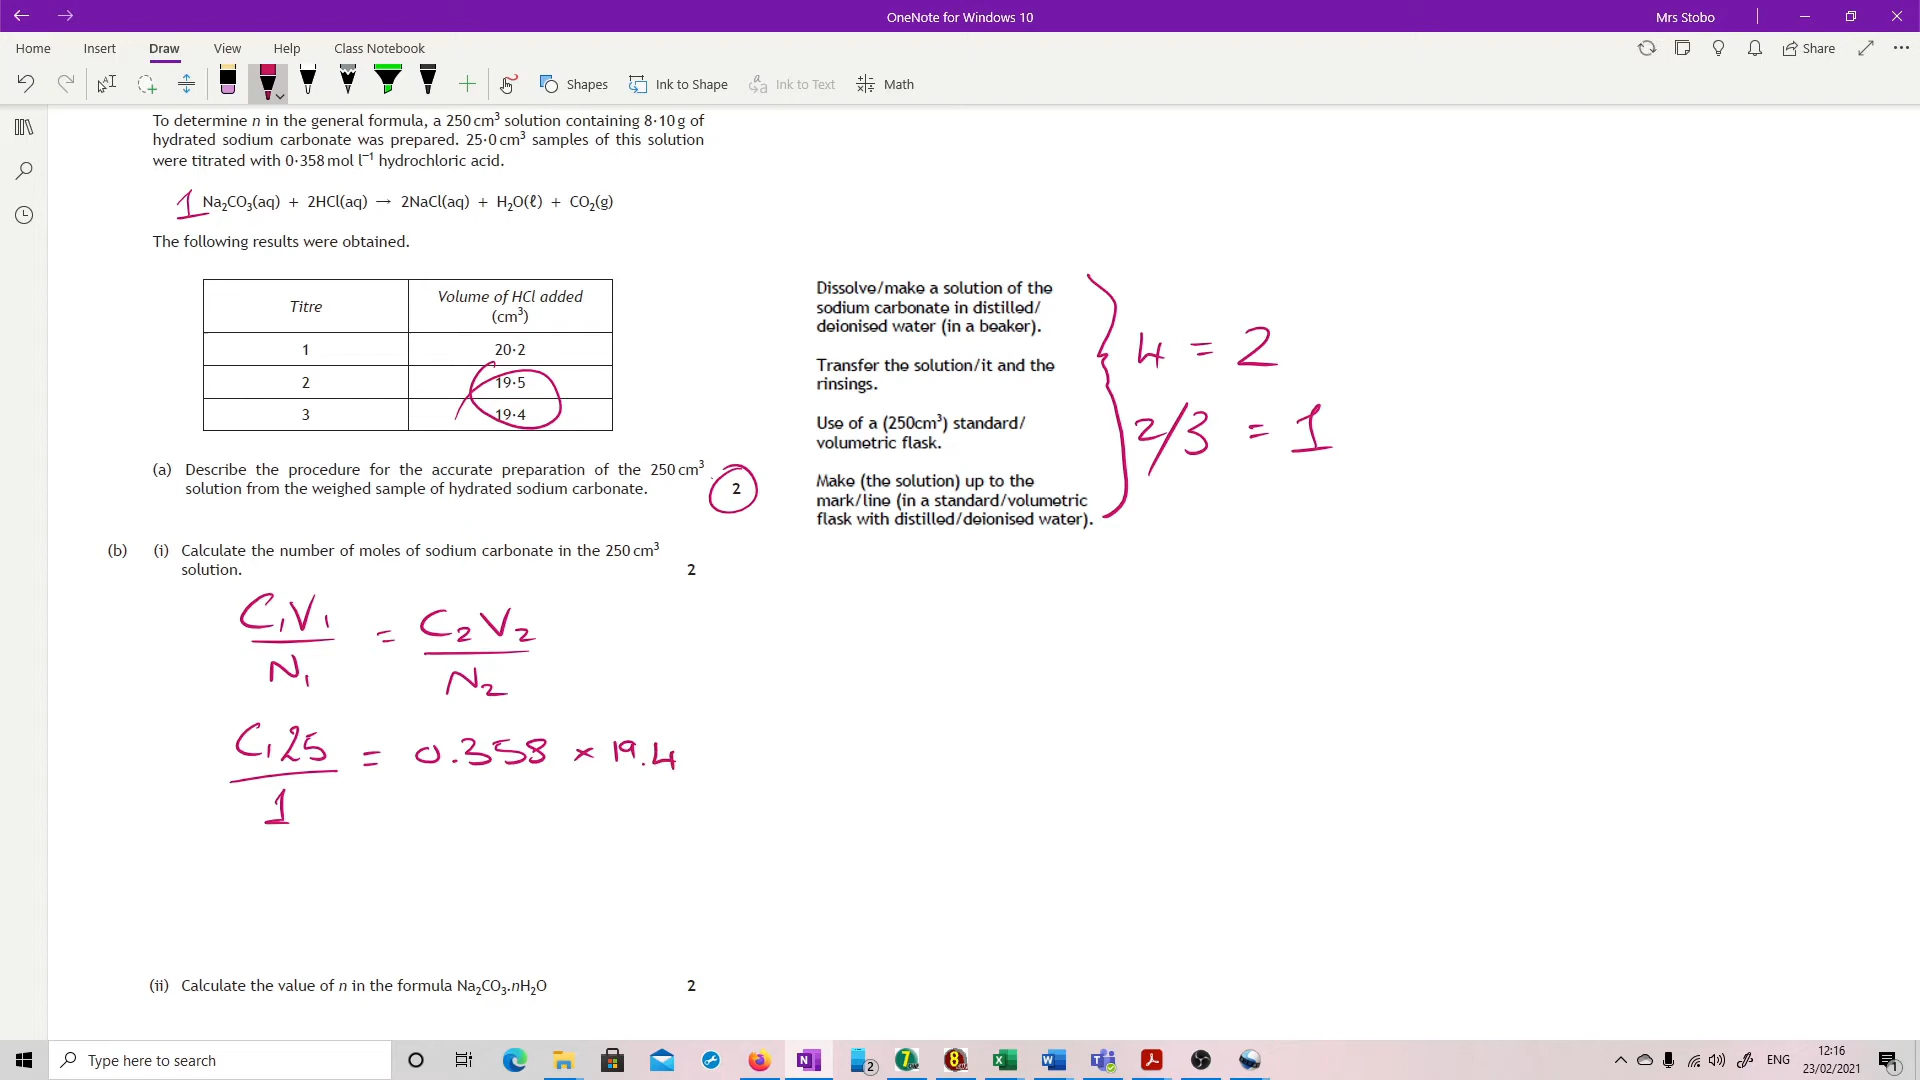 OneNote for Windows 10
Mrs Stobo
Home Insert Draw View Help Class Notebook
Share
Shapes Ink to Shape Ink to Text Math
To determine n in the general formula, a 250 cm³ solution containing 8·10 g of
hydrated sodium carbonate was prepared. 25·0 cm³ samples of this solution
were titrated with 0·358 mol l⁻¹ hydrochloric acid.
1 Na₂CO₃(aq) + 2HCl(aq) → 2NaCl(aq) + H₂O(ℓ) + CO₂(g)
The following results were obtained.
Titre Volume of HCl added
(cm³)
1 20·2
2 19·5
3 19·4
Dissolve/make a solution of the
sodium carbonate in distilled/
deionised water (in a beaker).
Transfer the solution/it and the
rinsings.
Use of a (250cm³) standard/
volumetric flask.
Make (the solution) up to the
mark/line (in a standard/volumetric
flask with distilled/deionised water).
4 = 2
2/3 = 1
(a) Describe the procedure for the accurate preparation of the 250 cm³
solution from the weighed sample of hydrated sodium carbonate. 2
(b) (i) Calculate the number of moles of sodium carbonate in the 250 cm³
solution. 2
C₁V₁ = C₂V₂
N₁ N₂
C₁25 = 0.358 × 19.4
1
(ii) Calculate the value of n in the formula Na₂CO₃.nH₂O 2
Type here to search
ENG
12:16
23/02/2021